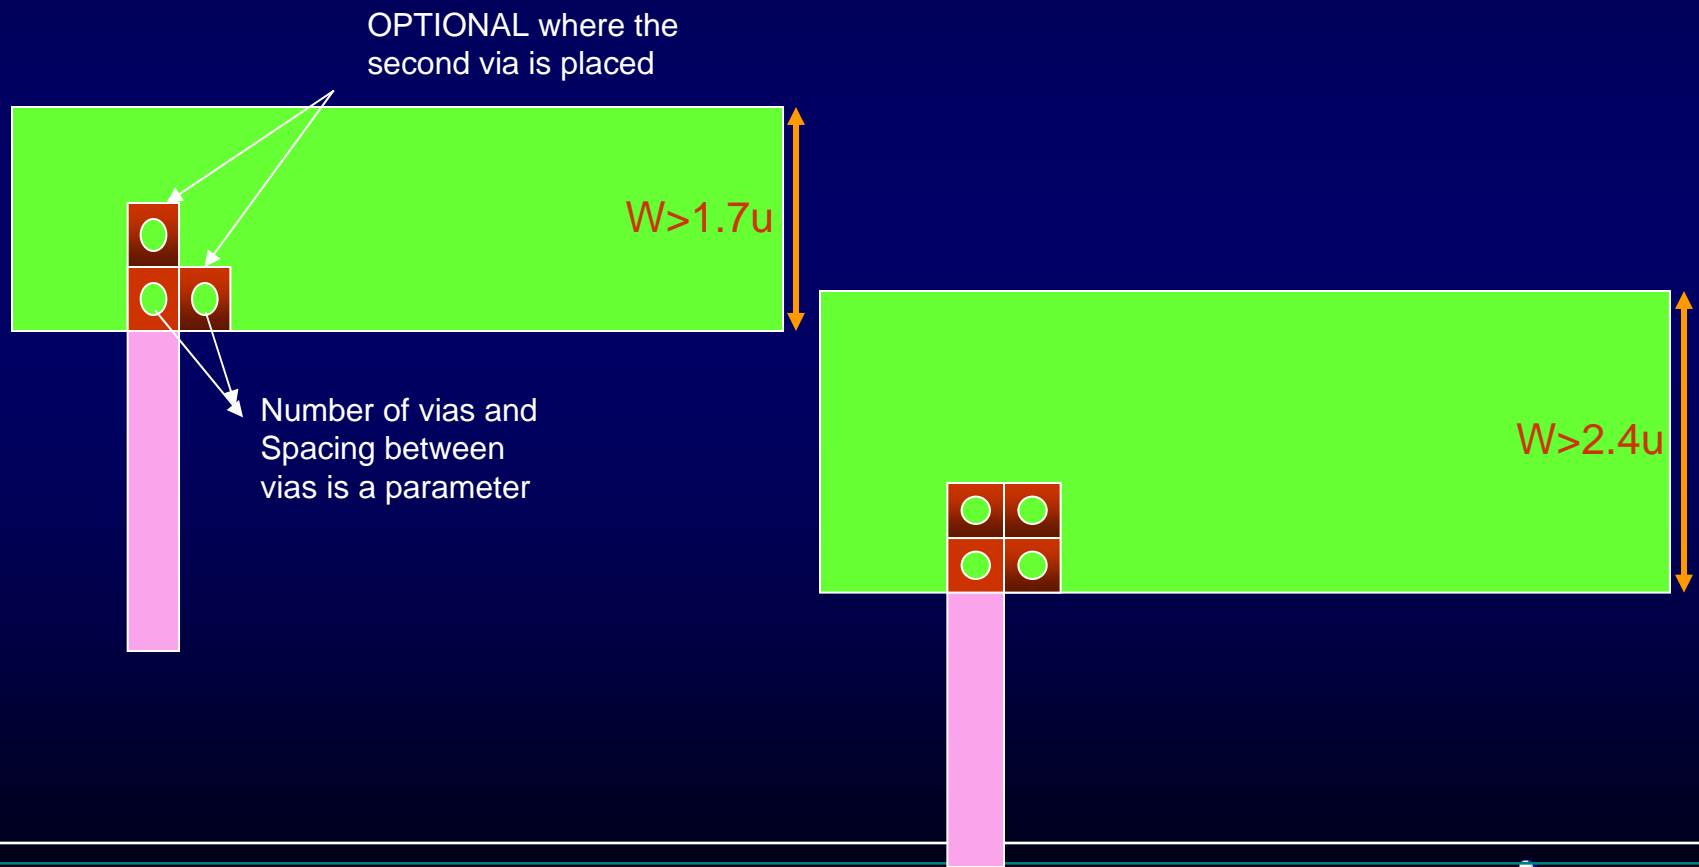 OPTIONAL where the
second via is placed
W>1.7u
Number of vias and
Spacing between
vias is a parameter
W>2.4u